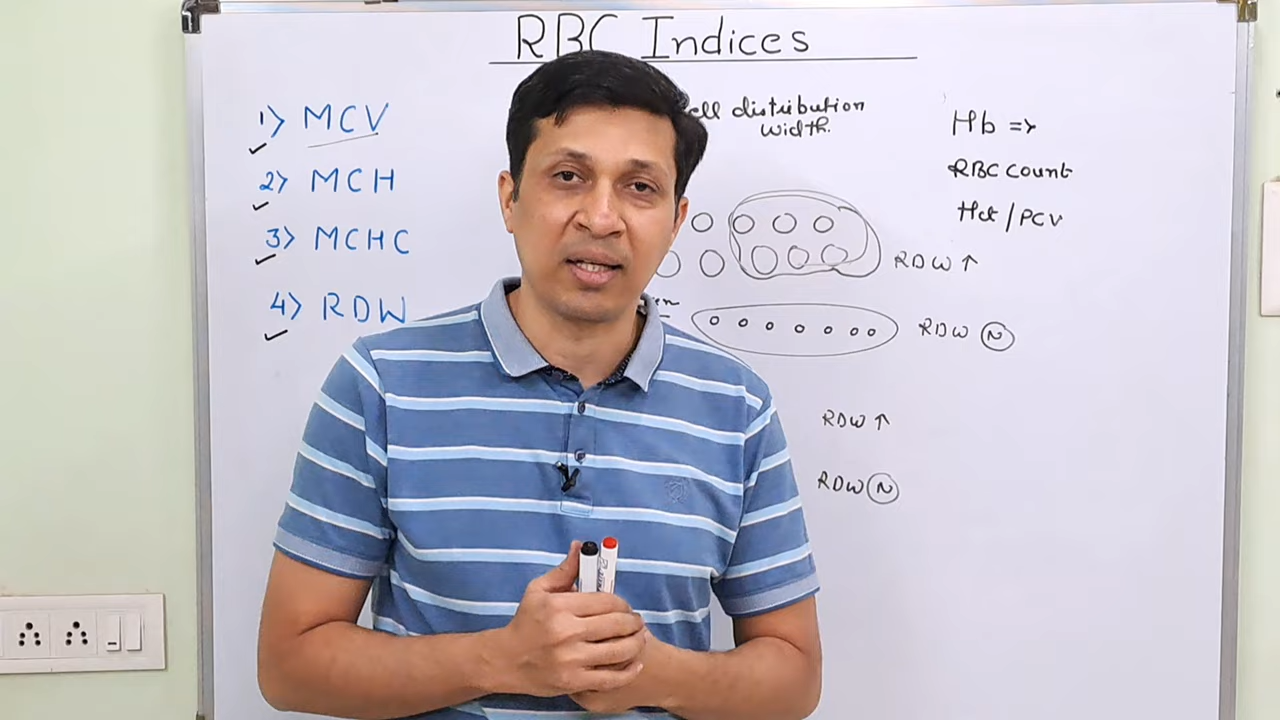 RBC Indices
1> MCV
2> MCH
3> MCHC
4> RDW
cell distribution
width.
Hb =>
RBC count
Hct / PCV
RDW ↑
RDW N
RDW ↑
RDW N